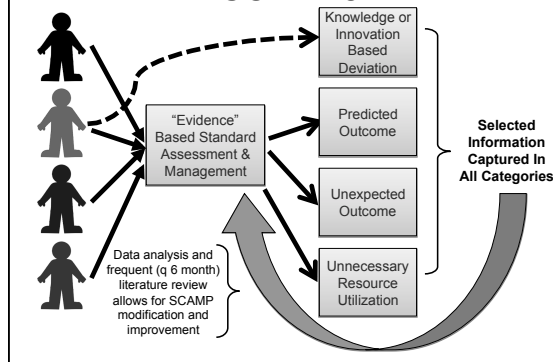 Knowledge or
Innovation
Based
Deviation
"Evidence"
Based Standard
Assessment &
Management
Predicted
Outcome
Unexpected
Outcome
Unnecessary
Resource
Utilization
Selected
Information
Captured In
All Categories
Data analysis and
frequent (q 6 month)
literature review
allows for SCAMP
modification and
improvement